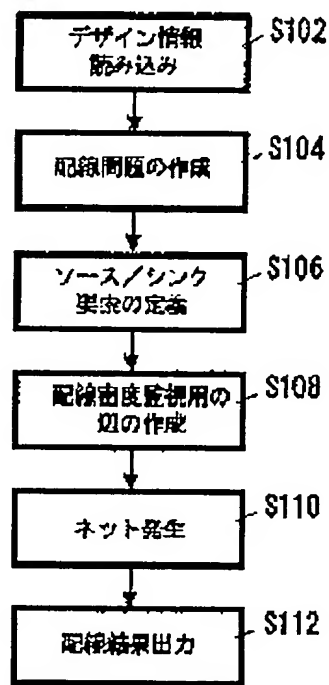 デザイン情報
読み込み
S102
配線問題の作成
S104
ソース／シンク
要求の定義
S106
配線密度監視用の
辺の作成
S108
ネット発生
S110
配線結果出力
S112